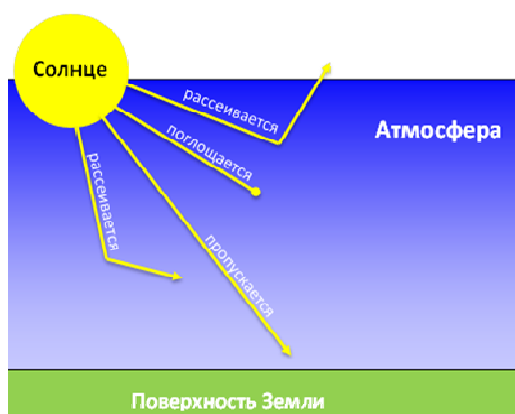 Солнце
рассеивается
Атмосфера
поглощается
рассеивается
пропускается
Поверхность Земли